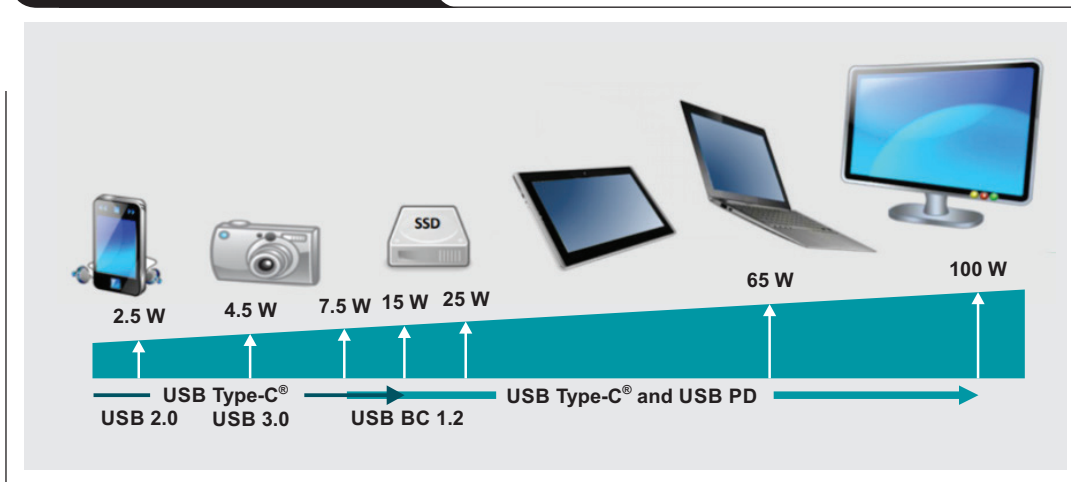 SSD
2.5 W 4.5 W 7.5 W 15 W 25 W 65 W 100 W
USB Type-C® USB Type-C® and USB PD
USB 2.0 USB 3.0 USB BC 1.2